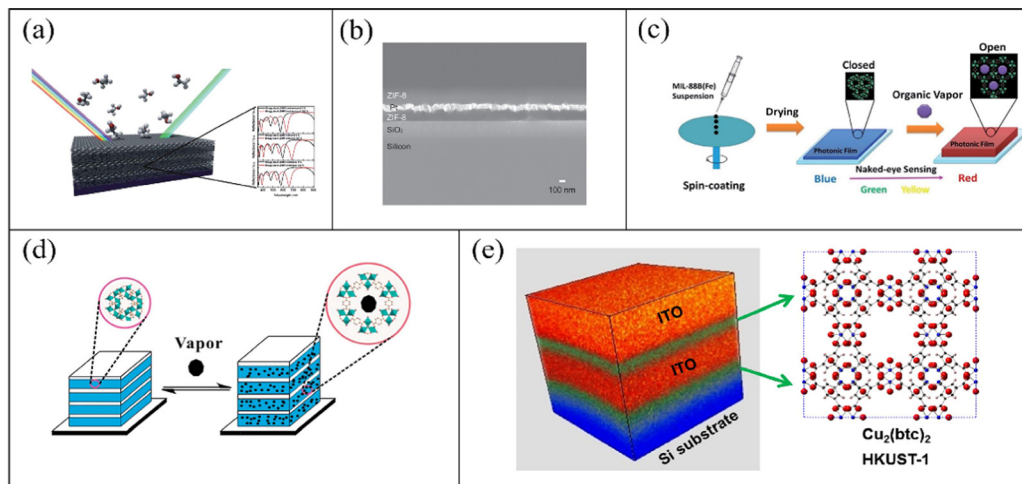 (a)
(b)
ZIF-8
Pt
ZIF-8
SiO₂
Silicon
100 nm
(c)
MIL-88B(Fe)
Suspension
Spin-coating
Drying
Closed
Photonic Film
Blue
Organic Vapor
Naked-eye Sensing
Green
Yellow
Open
Photonic Film
Red
(d)
Vapor
(e)
ITO
ITO
Si substrate
Cu₂(btc)₂
HKUST-1